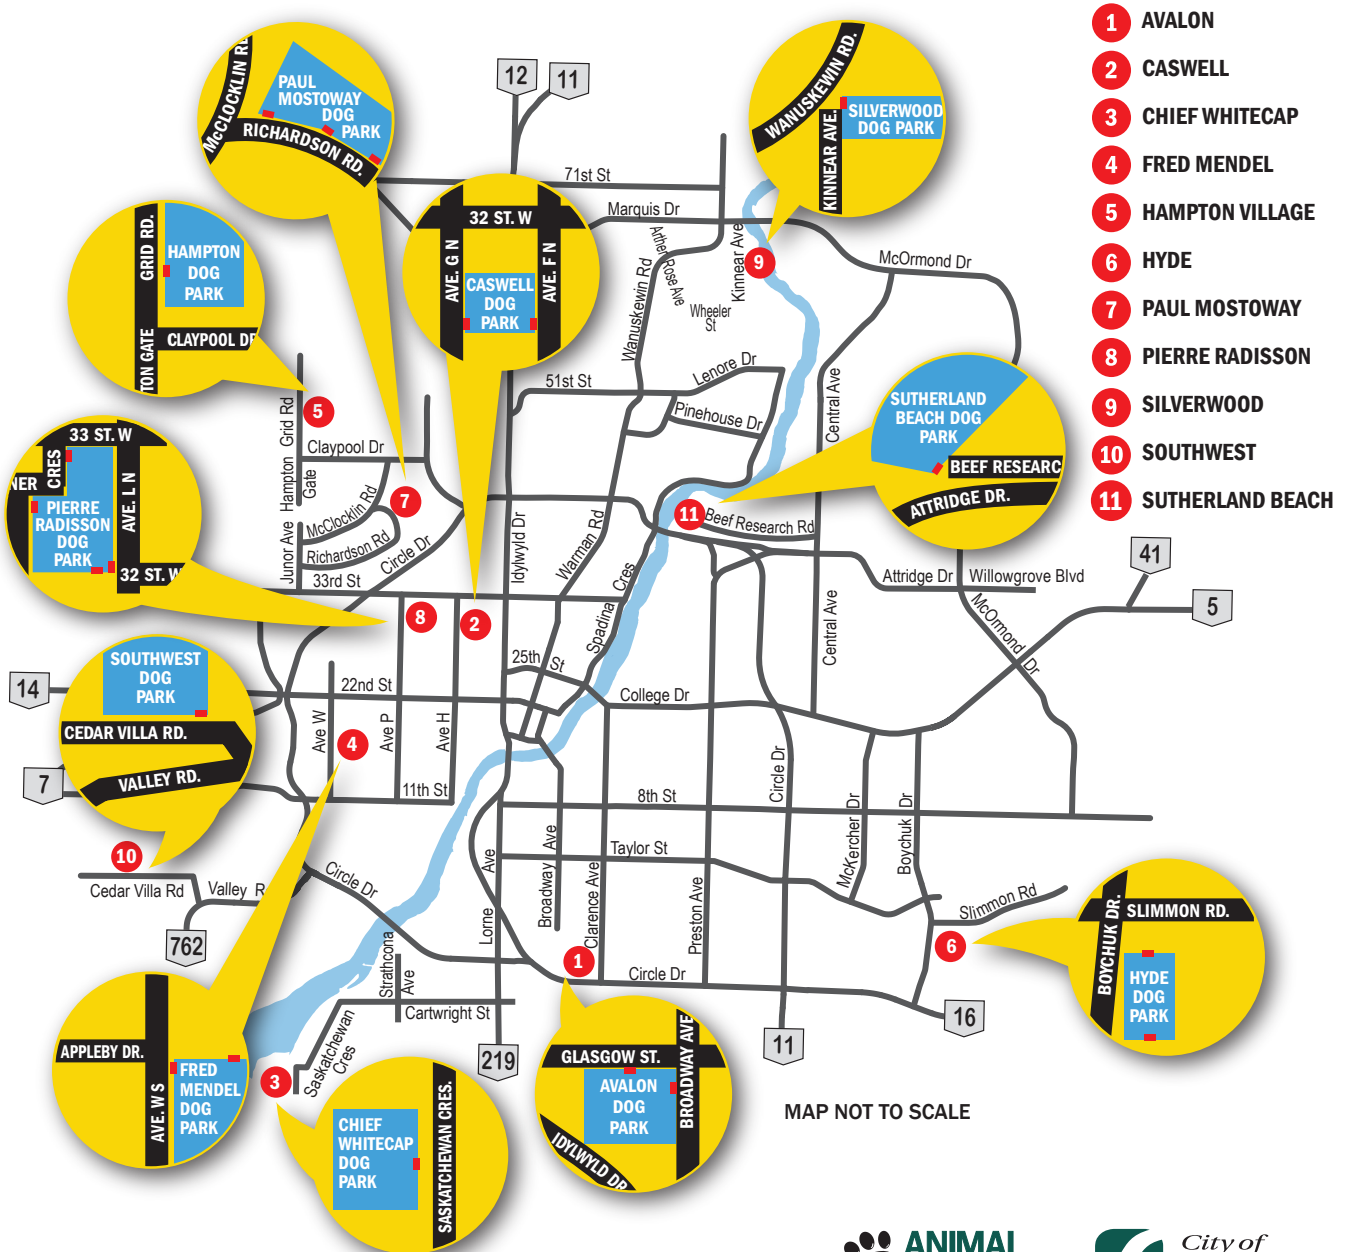 1 AVALON
2 CASWELL
3 CHIEF WHITECAP
4 FRED MENDEL
5 HAMPTON VILLAGE
6 HYDE
7 PAUL MOSTOWAY
8 PIERRE RADISSON
9 SILVERWOOD
10 SOUTHWEST
11 SUTHERLAND BEACH
McCLOCKLIN RD
PAUL
MOSTOWAY
DOG
PARK
RICHARDSON RD.
12
11
WANUSKEWIN RD.
KINNEAR AVE.
SILVERWOOD
DOG PARK
71st St
Marquis Dr
32 ST. W
AVE. G N
AVE. F N
CASWELL
DOG
PARK
GRID RD.
HAMPTON
DOG
PARK
TON GATE
CLAYPOOL DR
Arther Rose Ave
Kinnear Ave
9
McOrmond Dr
Wanuskewin Rd
Wheeler
St
Lenore Dr
51st St
Pinehouse Dr
Central Ave
SUTHERLAND
BEACH DOG
PARK
BEEF RESEARC
ATTRIDGE DR.
5
Hampton Grid Rd
Gate
Claypool Dr
33 ST. W
NER
CRES
AVE. L N
PIERRE
RADISSON
DOG
PARK
32 ST. W
7
McClocklin Rd
Richardson Rd
Junor Ave
33rd St
Circle Dr
Idylwyld Dr
Warman Rd
Spadina Cres
11
Beef Research Rd
Attridge Dr
Willowgrove Blvd
41
5
McOrmond Dr
Central Ave
8
2
SOUTHWEST
DOG
PARK
CEDAR VILLA RD.
VALLEY RD.
14
7
25th St
22nd St
College Dr
Ave W
4
Ave P
Ave H
11th St
8th St
Circle Dr
McKercher Dr
Boychuk Dr
10
Cedar Villa Rd
Valley R
762
Circle Dr
Taylor St
Lorne Ave
Broadway Ave
Clarence Ave
Preston Ave
Slimmon Rd
6
BOYCHUK DR.
SLIMMON RD.
HYDE
DOG
PARK
1
Circle Dr
16
11
Strathcona
Ave
Cartwright St
Saskatchewan
Cres
219
3
APPLEBY DR.
AVE. W S
FRED
MENDEL
DOG
PARK
CHIEF
WHITECAP
DOG
PARK
SASKATCHEWAN CRES.
GLASGOW ST.
BROADWAY AVE
AVALON
DOG
PARK
IDYLWYLD DR
MAP NOT TO SCALE
ANIMAL
City of